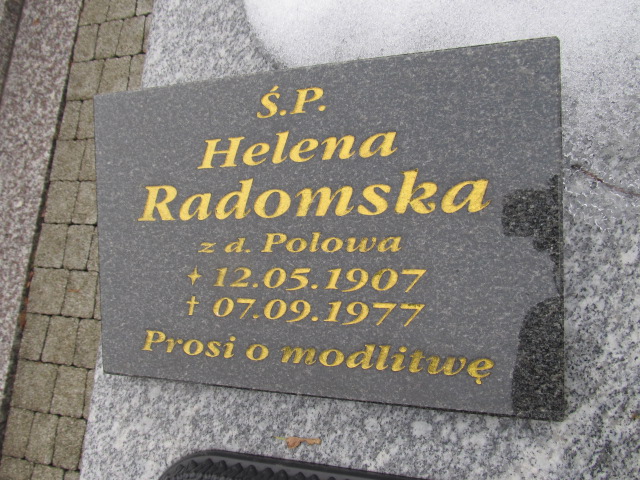 Ś.P.
Helena
Radomska
z d. Polowa
✦ 12.05.1907
† 07.09.1977
Prosi o modlitwę